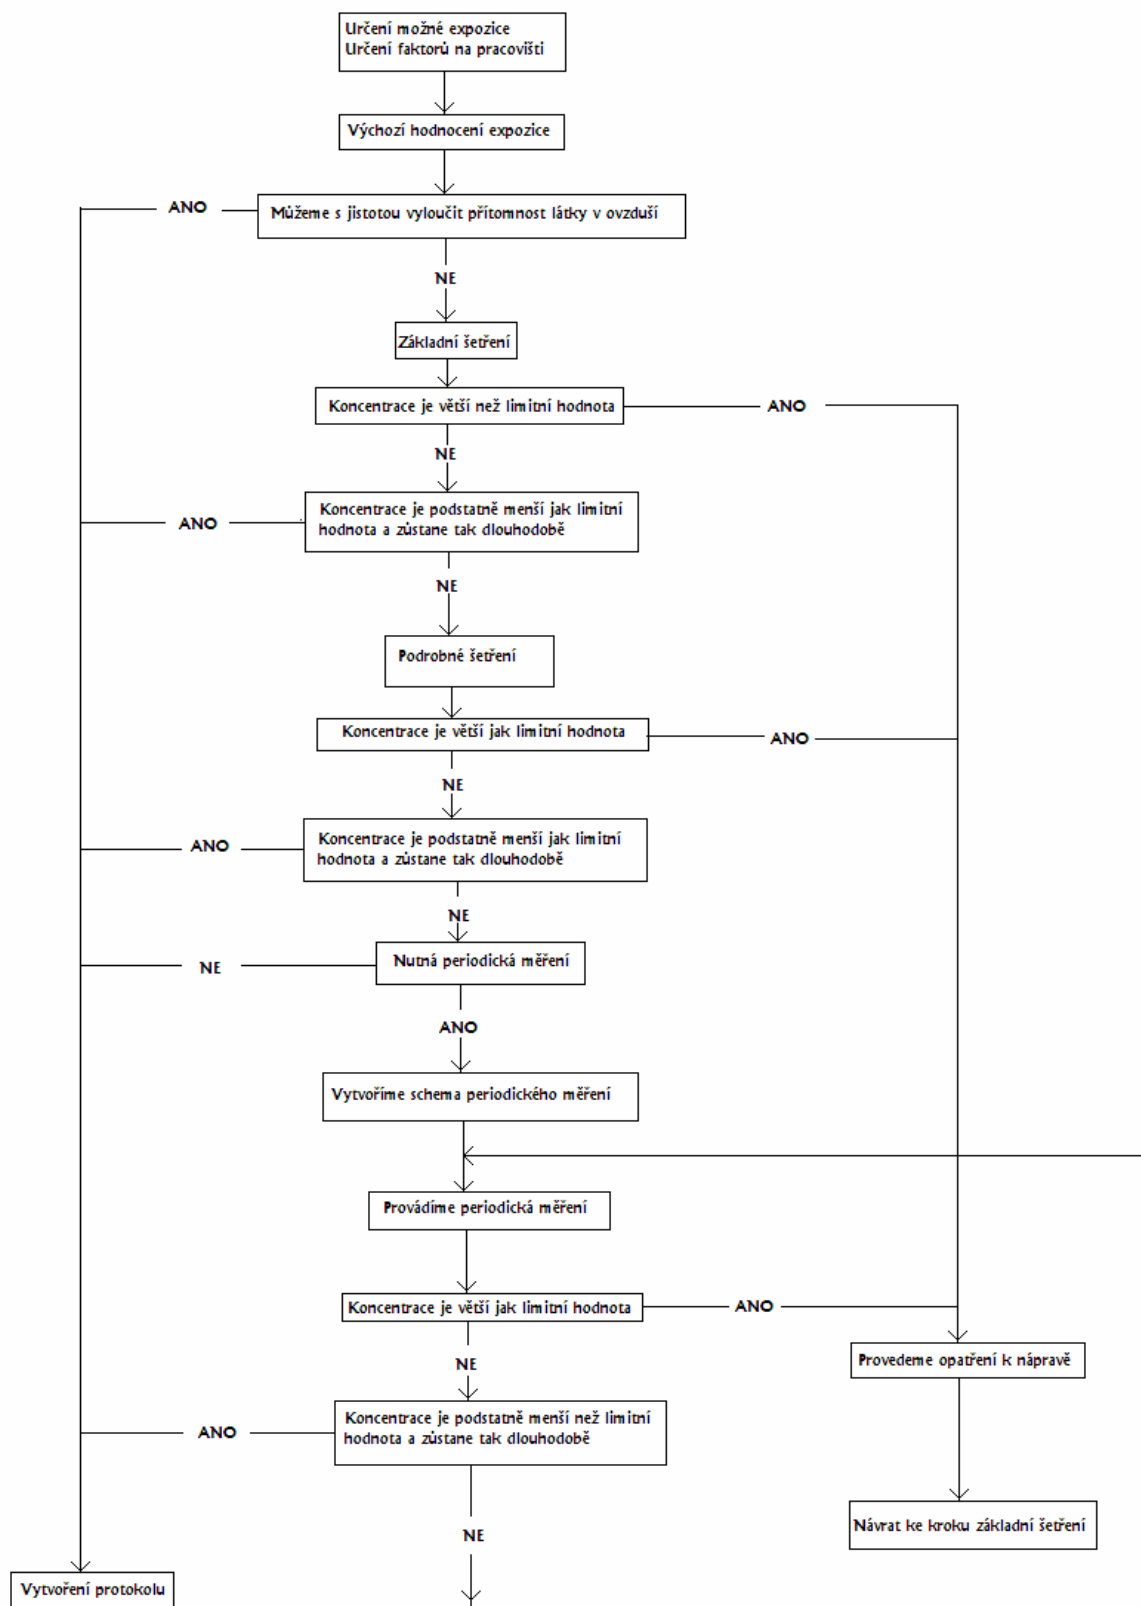 Určení možné expozice
Určení faktorů na pracovišti
Výchozí hodnocení expozice
ANO
Můžeme s jistotou vyloučit přítomnost látky v ovzduší
NE
Základní šetření
Koncentrace je větší než limitní hodnota
ANO
NE
Koncentrace je podstatně menší jak limitní
hodnota a zůstane tak dlouhodobě
ANO
NE
Podrobné šetření
Koncentrace je větší jak limitní hodnota
ANO
NE
Koncentrace je podstatně menší jak limitní
hodnota a zůstane tak dlouhodobě
ANO
NE
Nutná periodická měření
NE
ANO
Vytvoříme schema periodického měření
Provádíme periodická měření
Koncentrace je větší jak limitní hodnota
ANO
NE
Provedeme opatření k nápravě
Koncentrace je podstatně menší než limitní
hodnota a zůstane tak dlouhodobě
ANO
Návrat ke kroku základní šetření
NE
Vytvoření protokolu